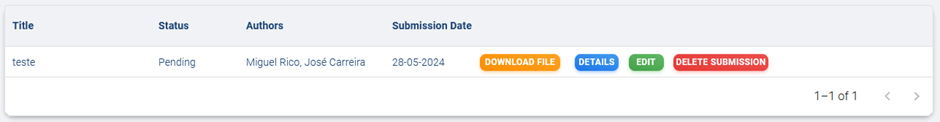 Title Status Authors Submission Date
teste Pending Miguel Rico, José Carreira 28-05-2024 DOWNLOAD FILE DETAILS EDIT DELETE SUBMISSION
1–1 of 1